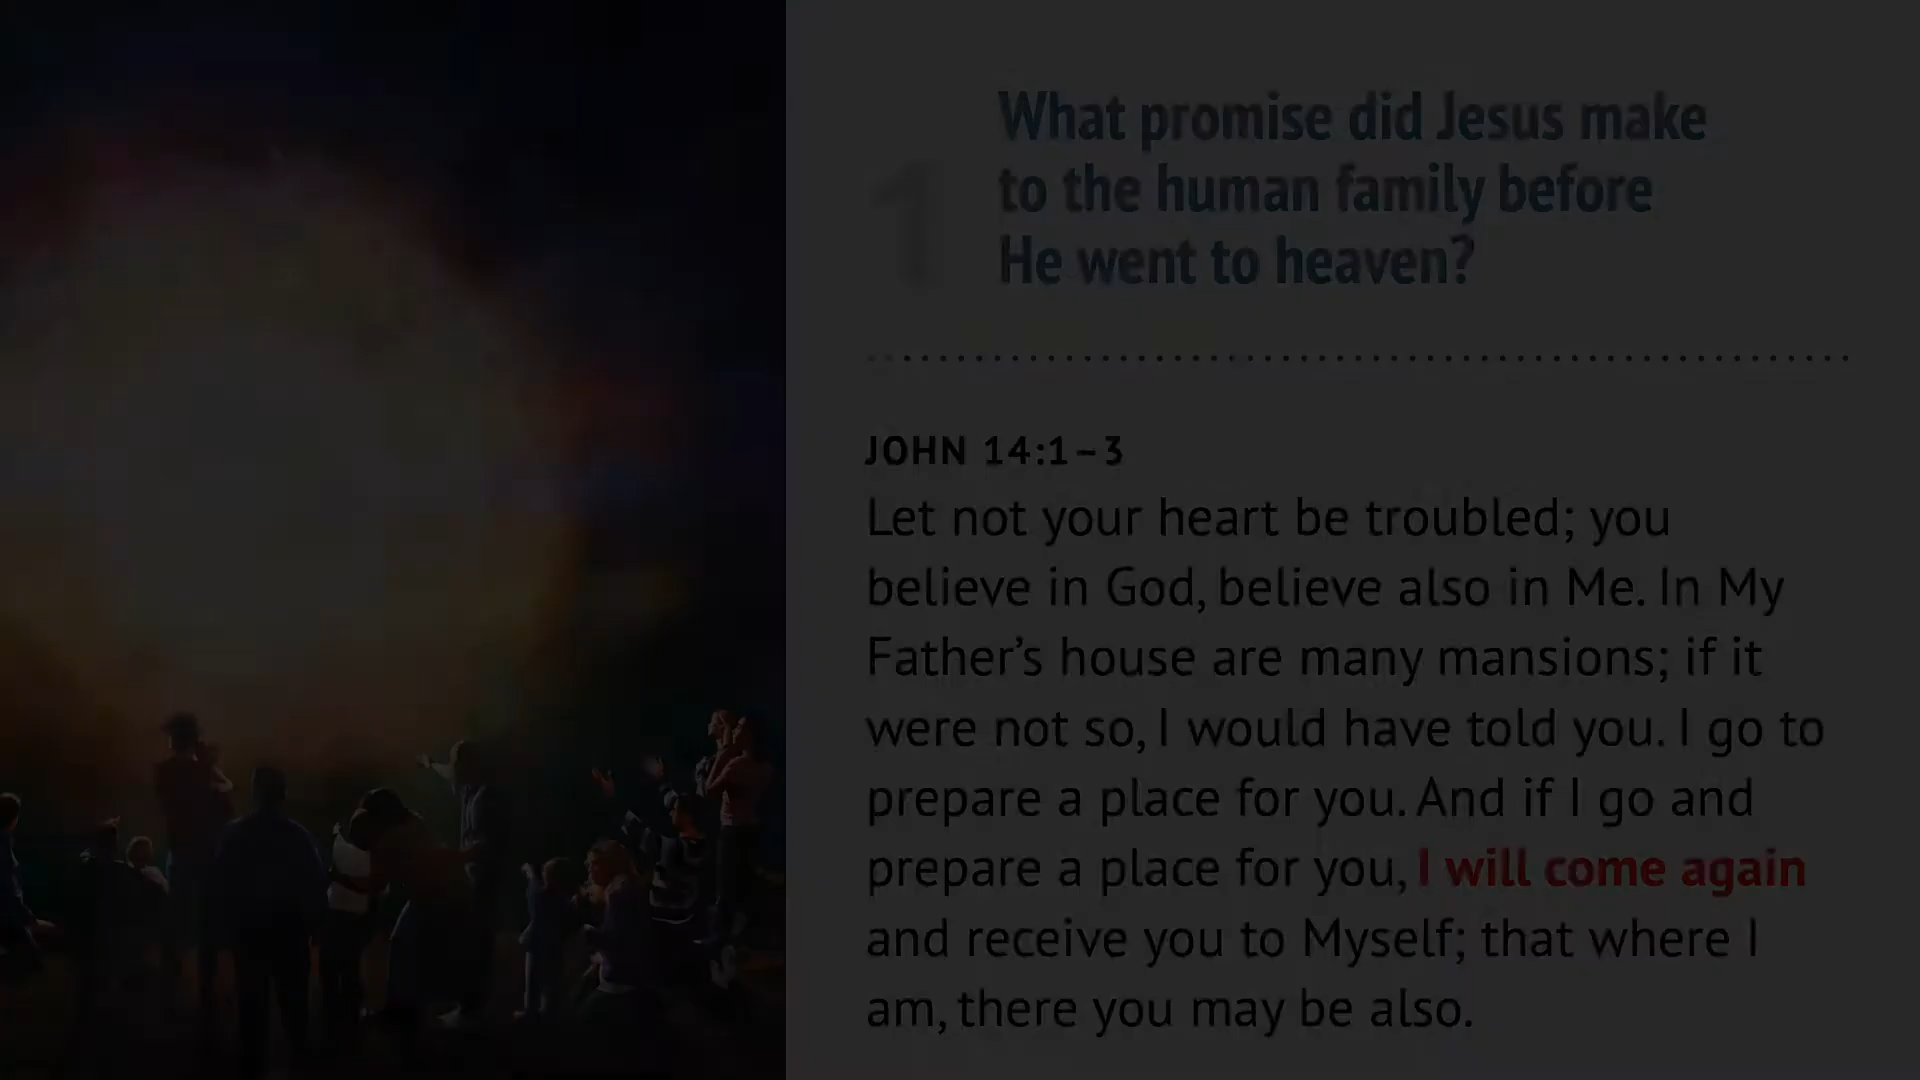 1
What promise did Jesus make
to the human family before
He went to heaven?
JOHN 14:1–3
Let not your heart be troubled; you
believe in God, believe also in Me. In My
Father’s house are many mansions; if it
were not so, I would have told you. I go to
prepare a place for you. And if I go and
prepare a place for you, I will come again
and receive you to Myself; that where I
am, there you may be also.